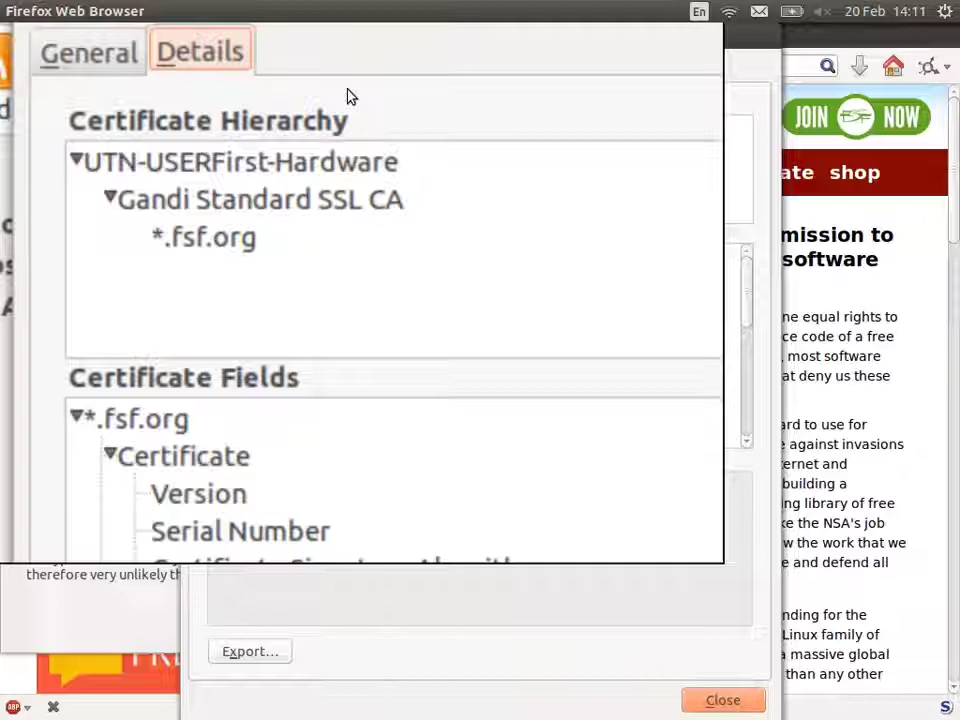 Firefox Web Browser
En
20 Feb 14:11
General
Details
Certificate Hierarchy
UTN-USERFirst-Hardware
Gandi Standard SSL CA
*.fsf.org
Certificate Fields
*.fsf.org
Certificate
Version
Serial Number
therefore very unlikely th
Export...
Close
JOIN
FSF
NOW
ate shop
mission to
software
ne equal rights to
ce code of a free
, most software
at deny us these
ard to use for
e against invasions
ternet and
building a
ng library of free
ke the NSA's job
w the work that we
e and defend all
nding for the
Linux family of
a massive global
than any other
ABP
S